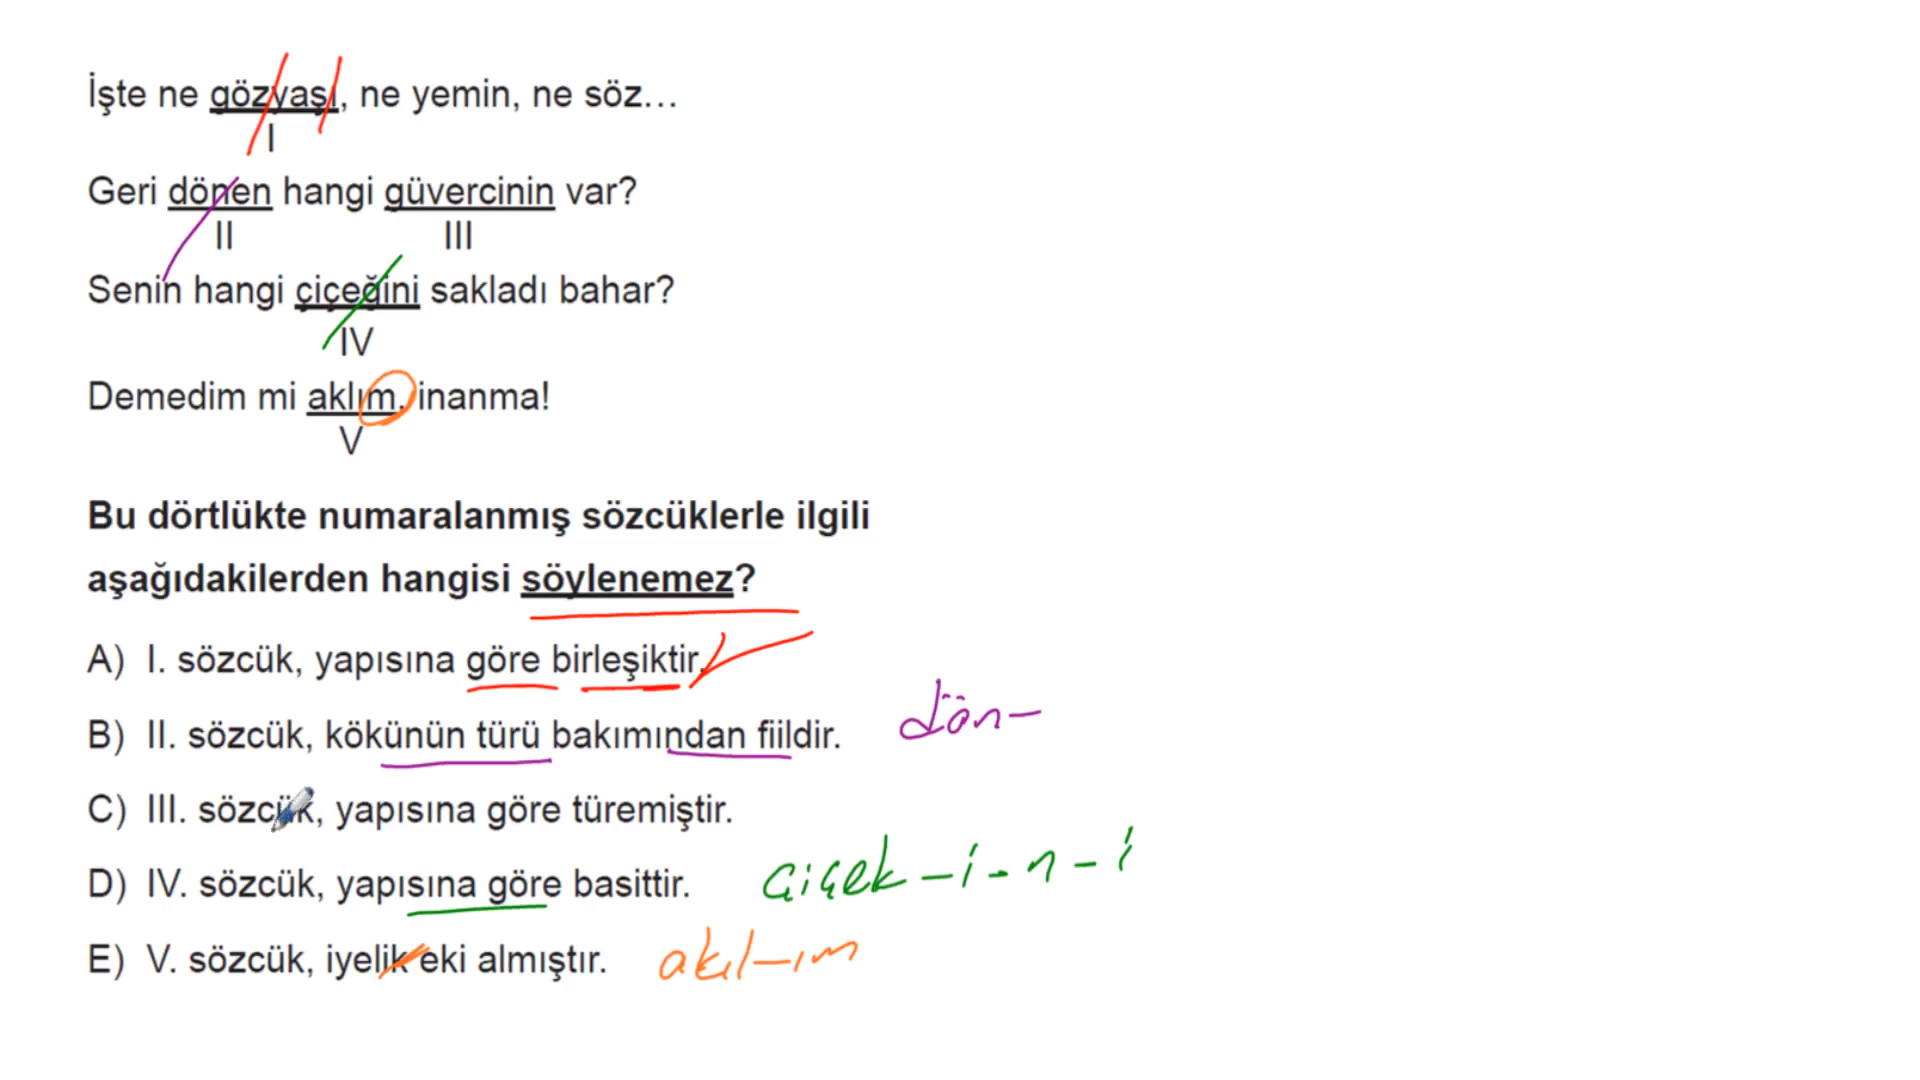 İşte ne gözyaşı, ne yemin, ne söz…
I
Geri dönen hangi güvercinin var?
II III
Senin hangi çiçeğini sakladı bahar?
IV
Demedim mi aklım, inanma!
V
Bu dörtlükte numaralanmış sözcüklerle ilgili
aşağıdakilerden hangisi söylenemez?
A) I. sözcük, yapısına göre birleşiktir.
B) II. sözcük, kökünün türü bakımından fiildir. dön-
C) III. sözcük, yapısına göre türemiştir.
D) IV. sözcük, yapısına göre basittir. çiçek-i-n-i
E) V. sözcük, iyelik eki almıştır. akıl-ım